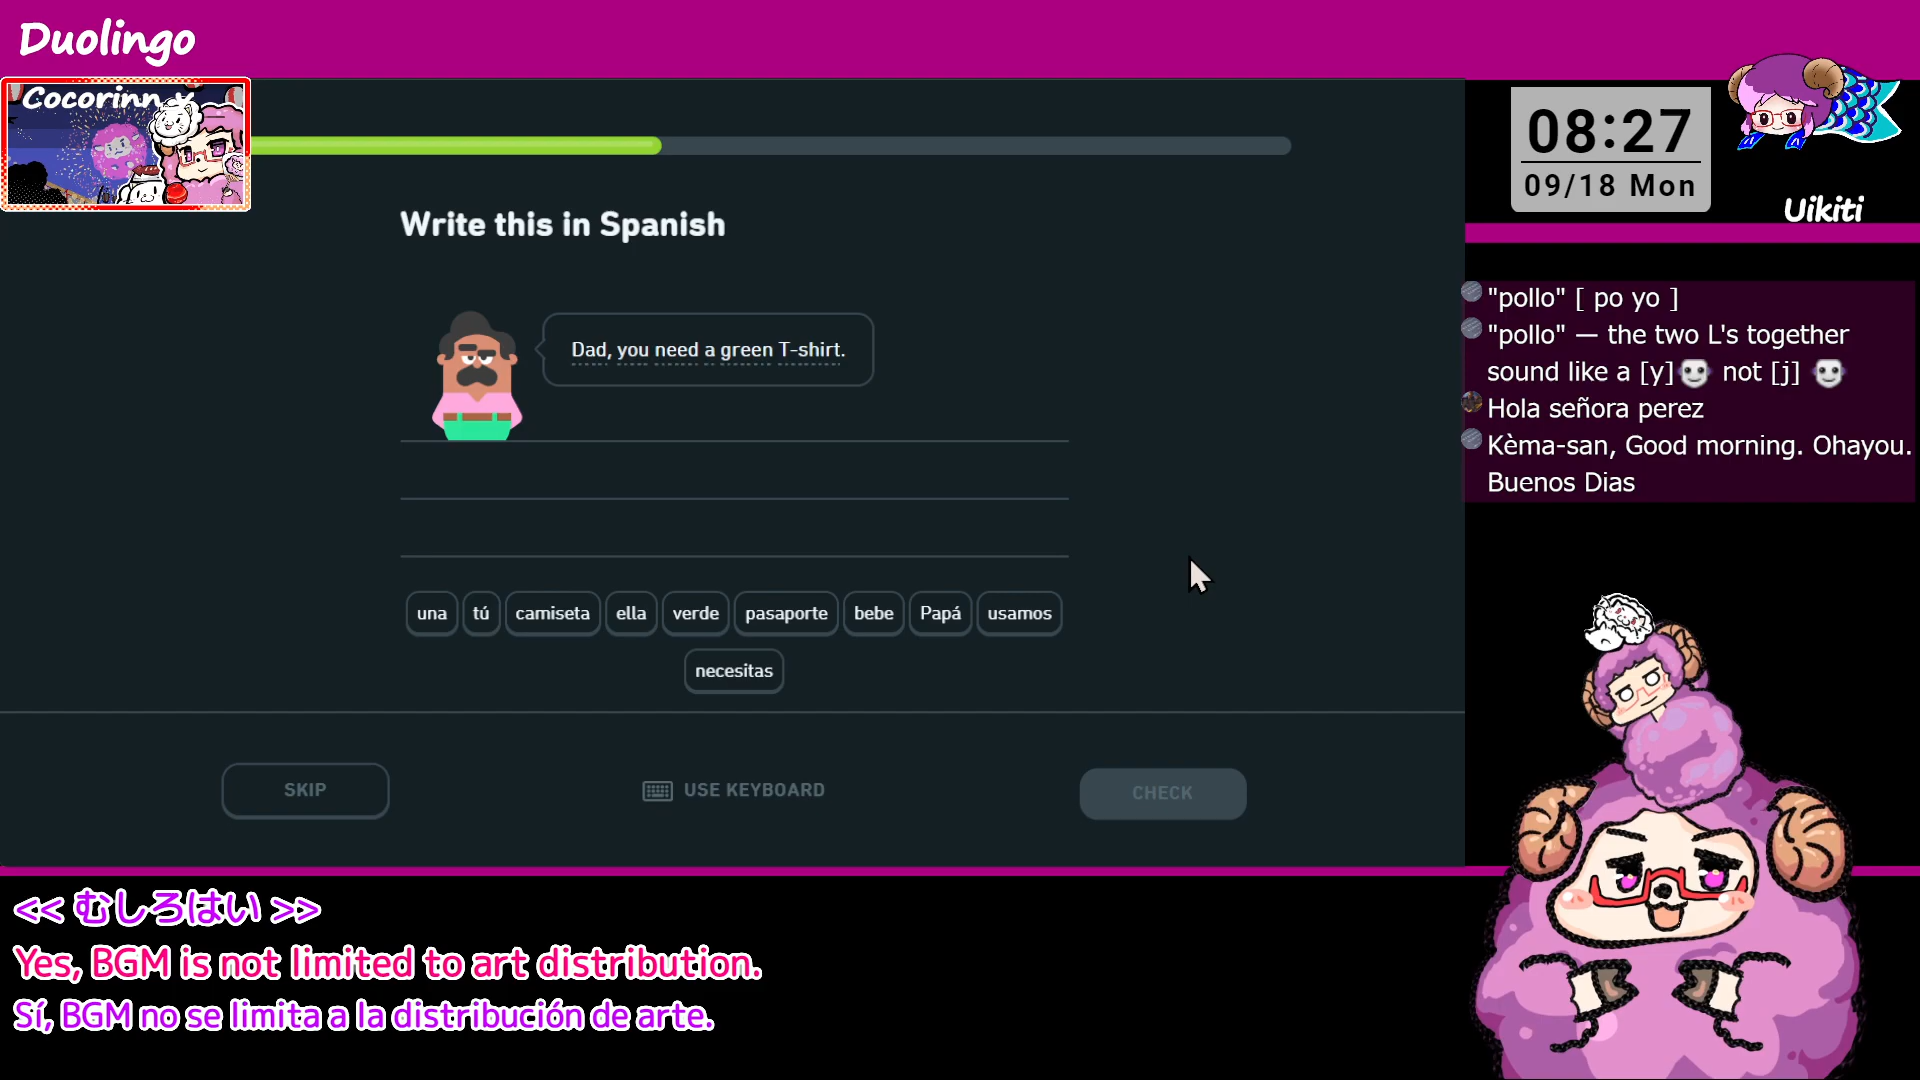 Duolingo
Cocorinn
08:27
09/18 Mon
Uikiti
Write this in Spanish
Dad, you need a green T-shirt.
una
tú
camiseta
ella
verde
pasaporte
bebe
Papá
usamos
necesitas
SKIP
USE KEYBOARD
CHECK
"pollo" [ po yo ]
"pollo" — the two L's together
sound like a [y] not [j]
Hola señora perez
Kèma-san, Good morning. Ohayou.
Buenos Dias
<< むしろはい >>
Yes, BGM is not limited to art distribution.
Sí, BGM no se limita a la distribución de arte.